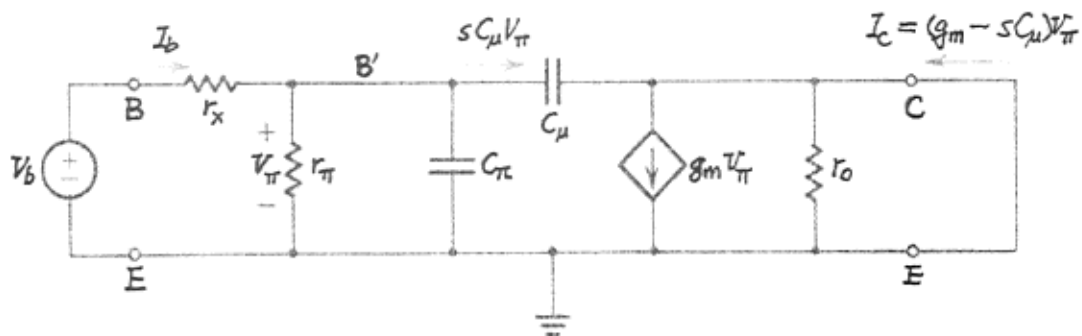 I_b
sC_μV_π
I_c = (g_m − sC_μ)V_π
B
r_x
B'
C_μ
C
V_b
+
−
+
V_π
−
r_π
C_π
g_mV_π
r_o
E
E